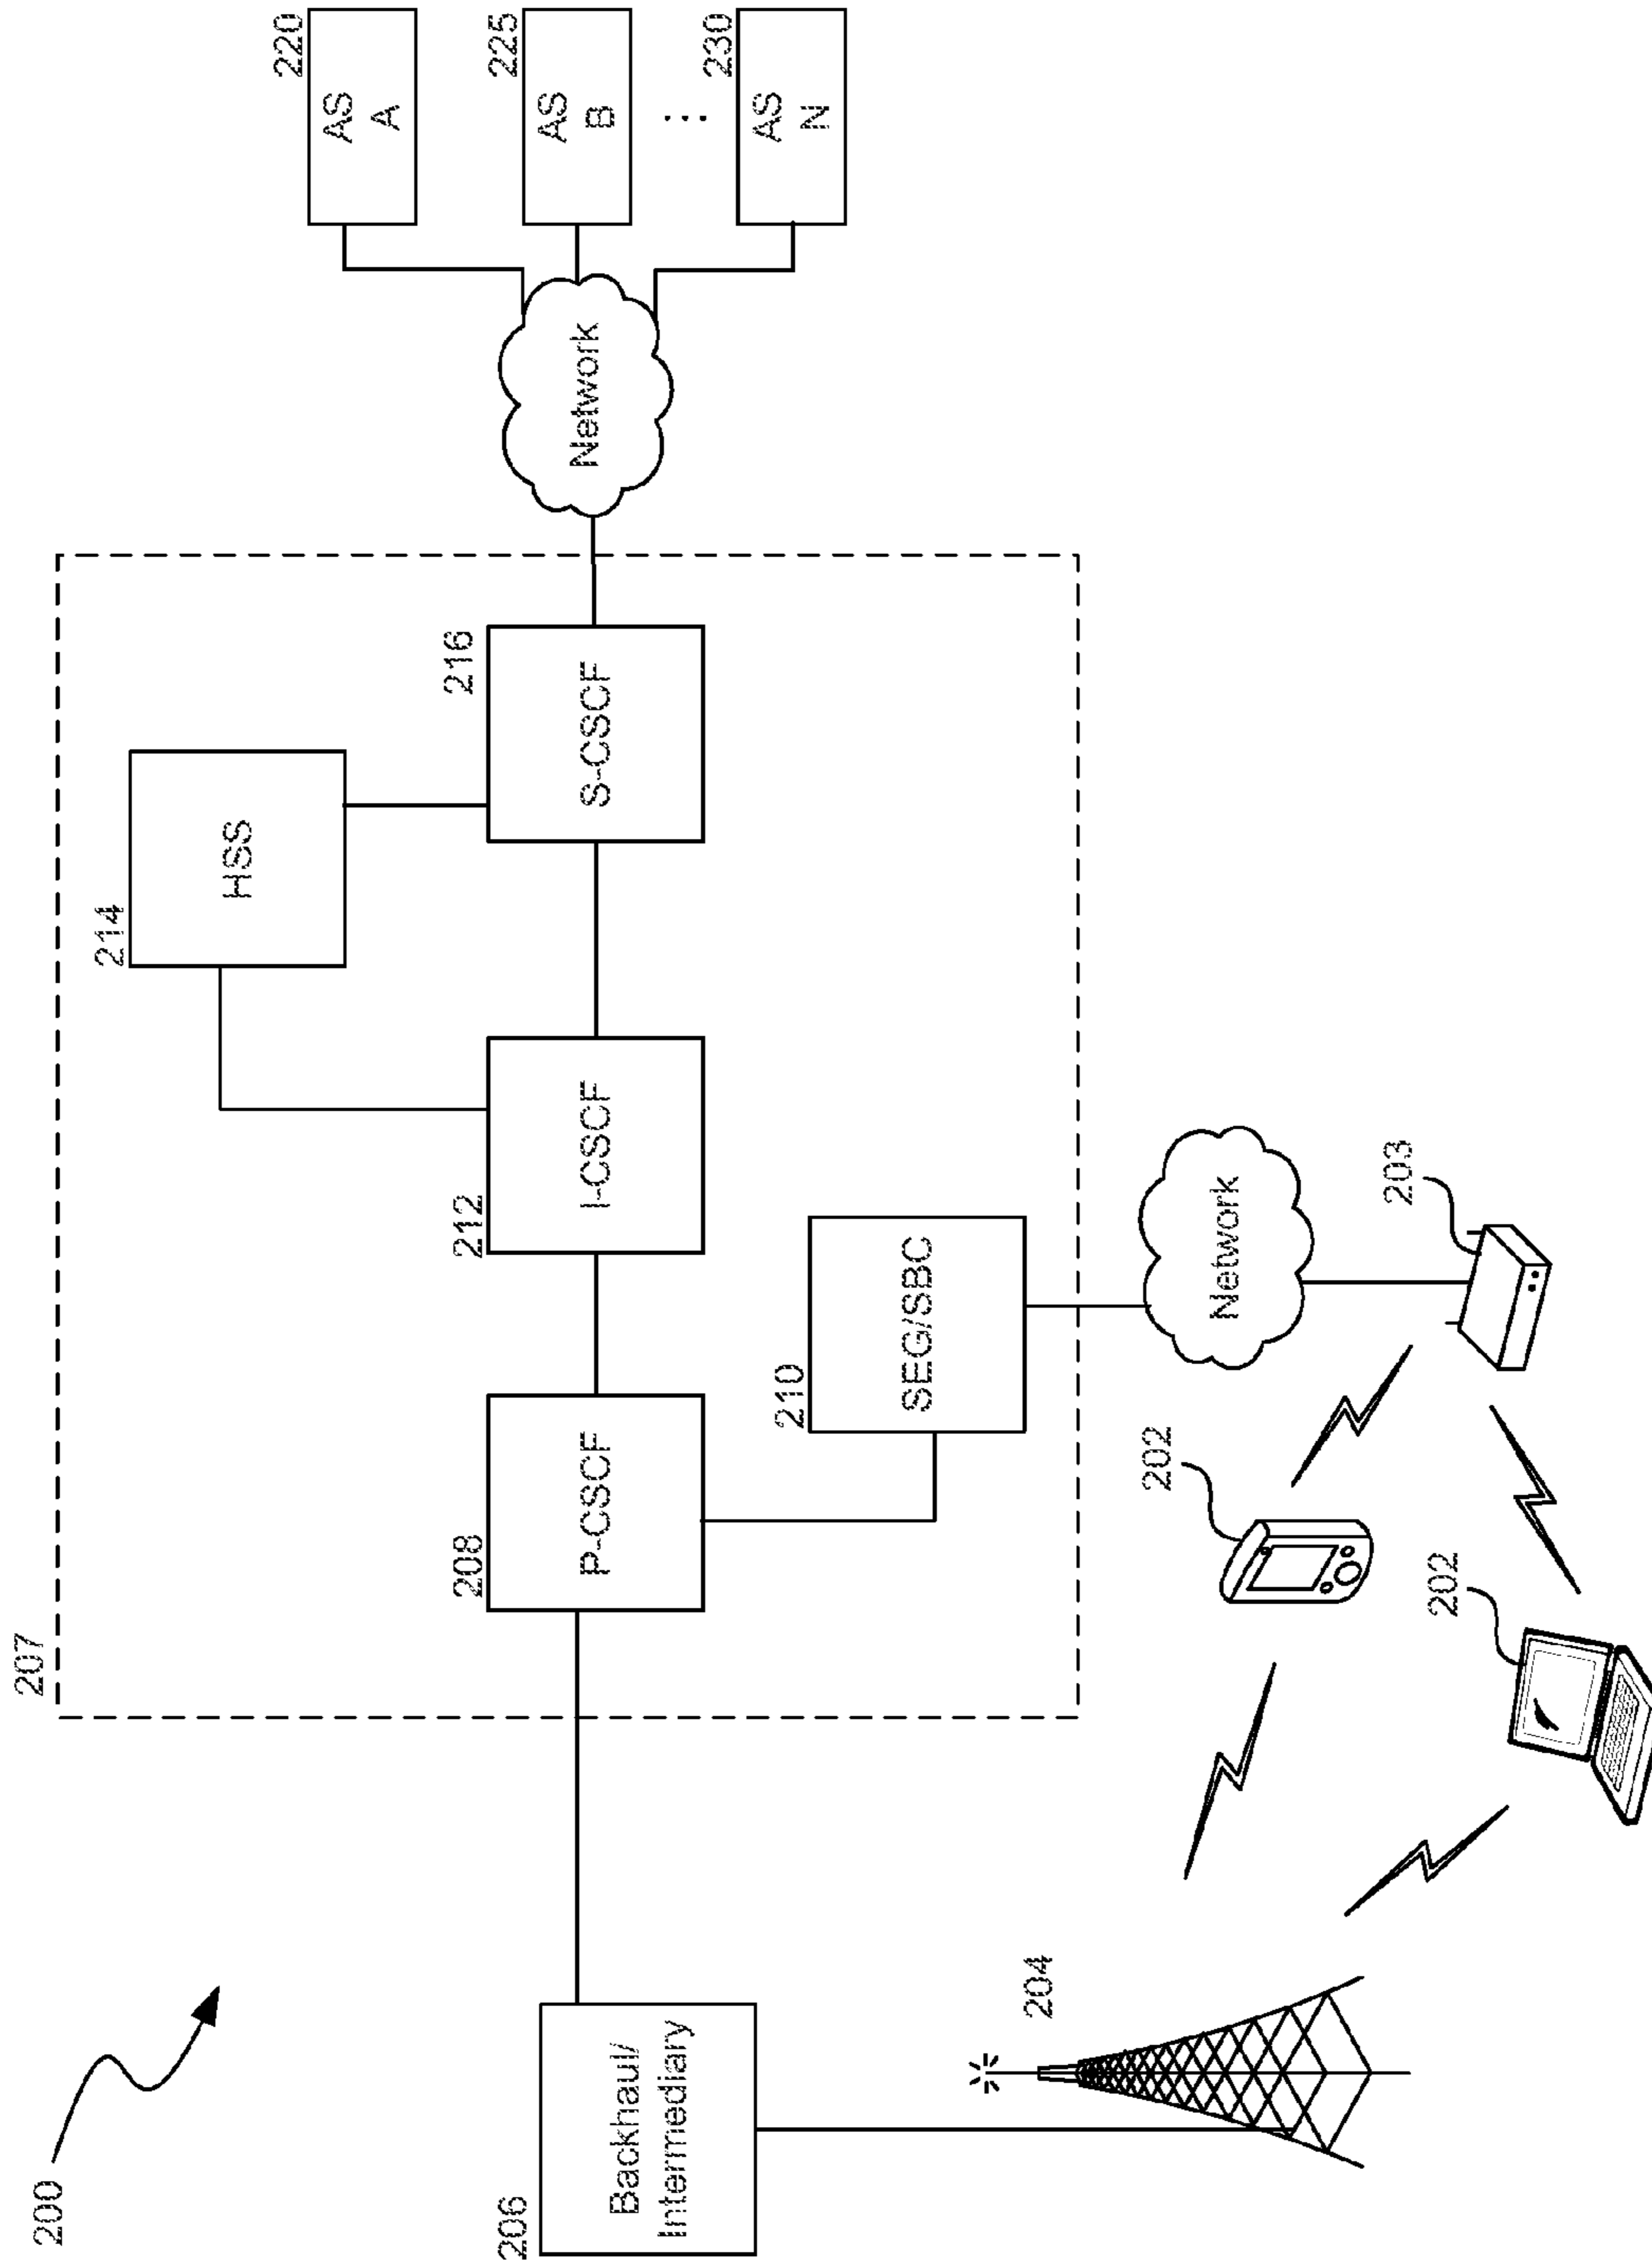 200
207
214
HSS
216
S-CSCF
212
I-CSCF
208
P-CSCF
210
SEG/SBC
206
Backhaul/
Intermediary
Network
220
AS
A
225
AS
B
⋮
230
AS
N
204
202
202
Network
203